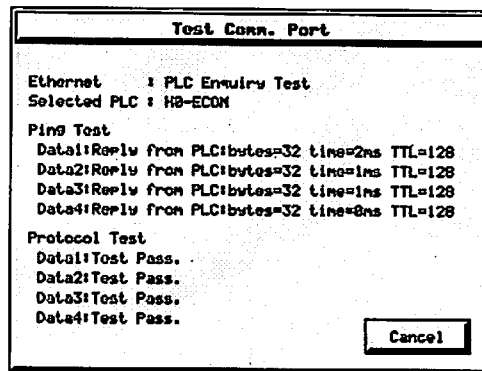 Test Comm. Port
Ethernet : PLC Enquiry Test
Selected PLC : H0-ECOM
Ping Test
Data1:Reply from PLC:bytes=32 time=2ms TTL=128
Data2:Reply from PLC:bytes=32 time=1ms TTL=128
Data3:Reply from PLC:bytes=32 time=1ms TTL=128
Data4:Reply from PLC:bytes=32 time=0ms TTL=128
Protocol Test
Data1:Test Pass.
Data2:Test Pass.
Data3:Test Pass.
Data4:Test Pass.
Cancel